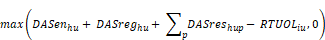 max(DASen_hu + DASreg_hu + ∑_p DASres_hup − RTUOL_iu, 0)